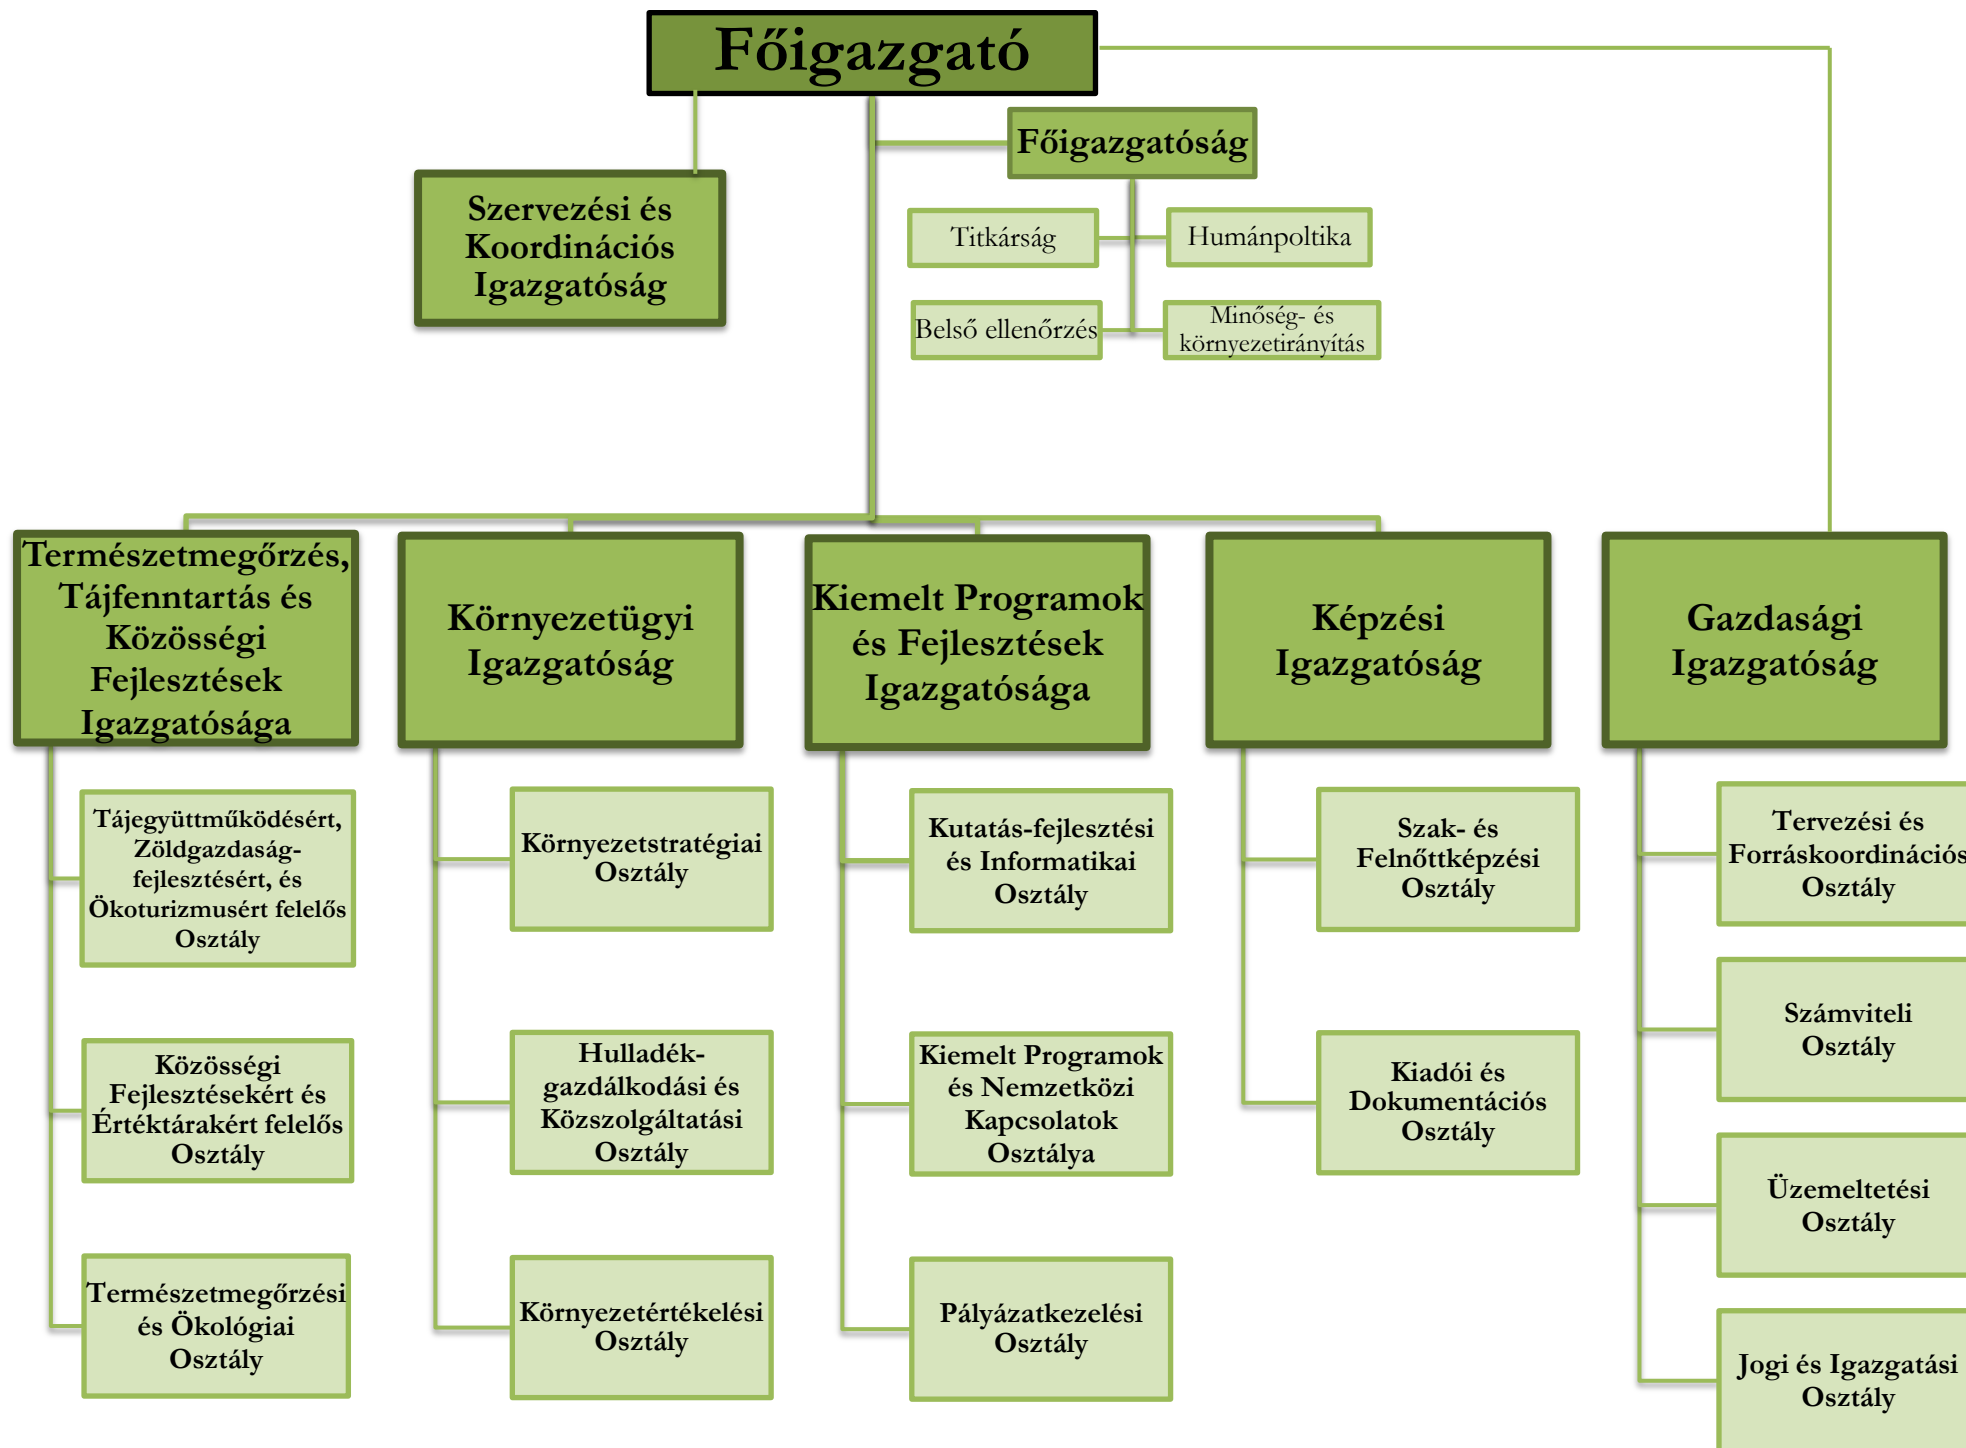 Főigazgató
Főigazgatóság
Szervezési és
Koordinációs
Igazgatóság
Titkárság
Humánpoltika
Belső ellenőrzés
Minőség- és
környezetirányítás
Természetmegőrzés,
Tájfenntartás és
Közösségi
Fejlesztések
Igazgatósága
Környezetügyi
Igazgatóság
Kiemelt Programok
és Fejlesztések
Igazgatósága
Képzési
Igazgatóság
Gazdasági
Igazgatóság
Tájegyüttműködésért,
Zöldgazdaság-
fejlesztésért, és
Ökoturizmusért felelős
Osztály
Közösségi
Fejlesztésekért és
Értéktárakért felelős
Osztály
Természetmegőrzési
és Ökológiai
Osztály
Környezetstratégiai
Osztály
Hulladék-
gazdálkodási és
Közszolgáltatási
Osztály
Környezetértékelési
Osztály
Kutatás-fejlesztési
és Informatikai
Osztály
Kiemelt Programok
és Nemzetközi
Kapcsolatok
Osztálya
Pályázatkezelési
Osztály
Szak- és
Felnőttképzési
Osztály
Kiadói és
Dokumentációs
Osztály
Tervezési és
Forráskoordinációs
Osztály
Számviteli
Osztály
Üzemeltetési
Osztály
Jogi és Igazgatási
Osztály